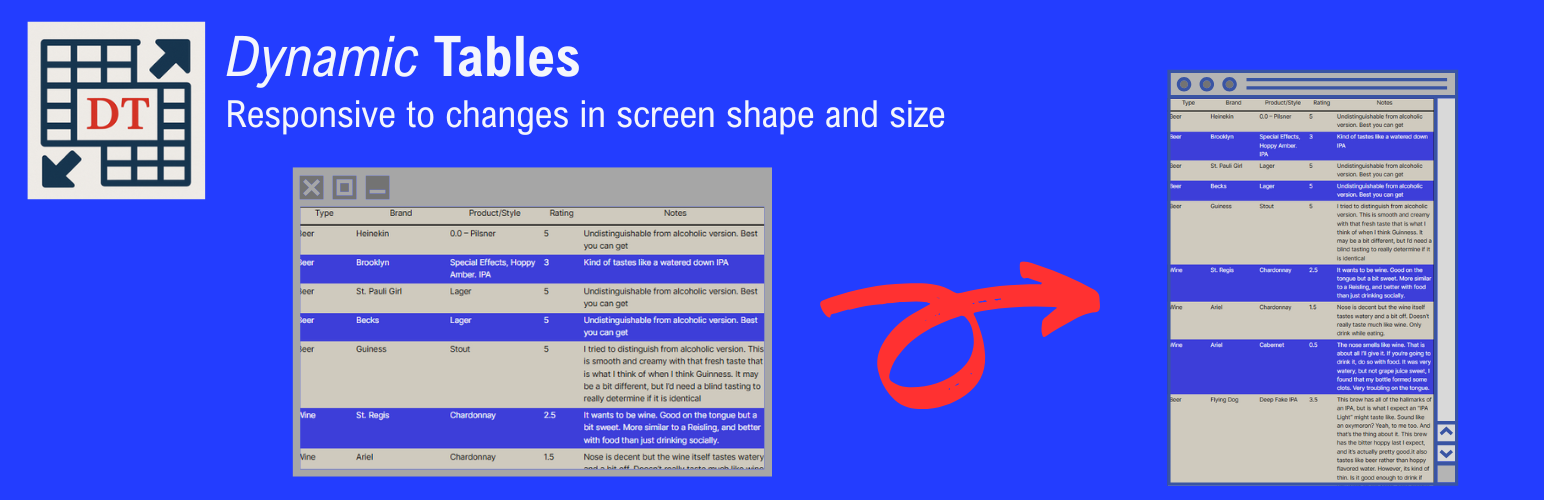 Dynamic Tables
DT
Responsive to changes in screen shape and size
Type Brand Product/Style Rating Notes
Beer Heinekin 0.0 – Pilsner 5 Undistinguishable from alcoholic version. Best
you can get
Beer Brooklyn Special Effects, Hoppy 3 Kind of tastes like a watered down IPA
Amber. IPA
Beer St. Pauli Girl Lager 5 Undistinguishable from alcoholic version. Best
you can get
Beer Becks Lager 5 Undistinguishable from alcoholic version. Best
you can get
Beer Guiness Stout 5 I tried to distinguish from alcoholic version. This
is smooth and creamy with that fresh taste that
is what I think of when I think Guinness. It may
be a bit different, but I'd need a blind tasting to
really determine if it is identical
Wine St. Regis Chardonnay 2.5 It wants to be wine. Good on the tongue but a
bit sweet. More similar to a Reisling, and better
with food than just drinking socially.
Wine Ariel Chardonnay 1.5 Nose is decent but the wine itself tastes watery
and a bit off. Doesn't really taste much like wine
Type Brand Product/Style Rating Notes
Beer Heinekin 0.0 – Pilsner 5 Undistinguishable from alcoholic
version. Best you can get
Beer Brooklyn Special Effects, 3 Kind of tastes like a watered down
Hoppy Amber. IPA
IPA
Beer St. Pauli Girl Lager 5 Undistinguishable from alcoholic
version. Best you can get
Beer Becks Lager 5 Undistinguishable from alcoholic
version. Best you can get
Beer Guiness Stout 5 I tried to distinguish from alcoholic
version. This is smooth and creamy
with that fresh taste that is what I
think of when I think Guinness. It
may be a bit different, but I'd need a
blind tasting to really determine if it
is identical
Wine St. Regis Chardonnay 2.5 It wants to be wine. Good on the
tongue but a bit sweet. More similar
to a Reisling, and better with food
than just drinking socially.
Wine Ariel Chardonnay 1.5 Nose is decent but the wine itself
tastes watery and a bit off. Doesn't
really taste much like wine. Only
drink while eating.
Wine Ariel Cabernet 0.5 The nose smells like wine. That is
about all I'll give it. If you're going to
drink it, do so with food. It was very
watery, but not grape juice sweet, I
found that my bottle formed some
clots. Very troubling on the tongue.
Beer Flying Dog Deep Fake IPA 3.5 This brew has all of the hallmarks of
an IPA, but is what I expect an "IPA
Light" might taste like. Sound like
an oxymoron? Yeah, to me too. And
that's the thing about it. This brew
has the bitter hoppy last I expect,
and it's actually pretty good.it also
tastes like beer rather than hoppy
flavored water. However, its kind of
thin. Is it good enough to drink if